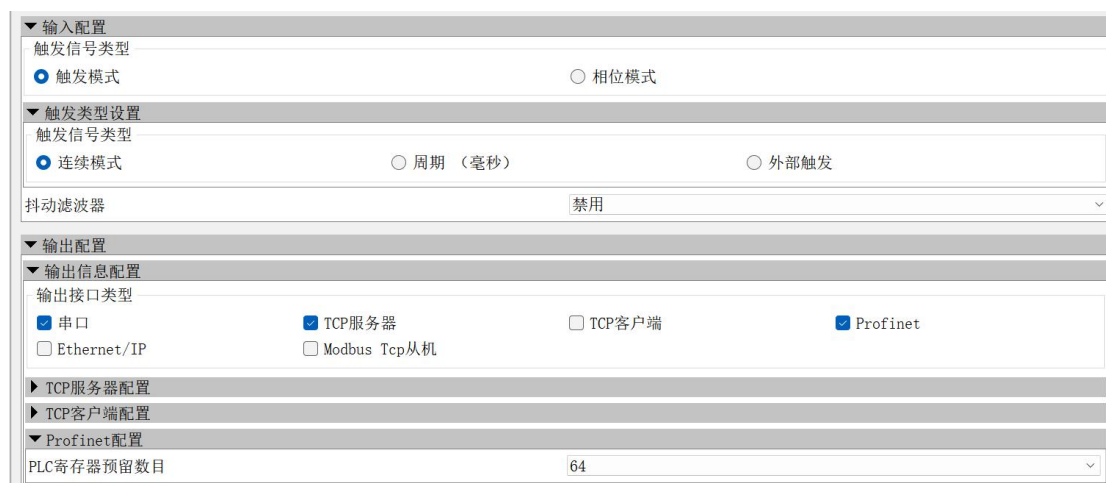 输入配置
触发信号类型
触发模式 相位模式
触发类型设置
触发信号类型
连续模式 周期 （毫秒） 外部触发
抖动滤波器 禁用
输出配置
输出信息配置
输出接口类型
串口 TCP服务器 TCP客户端 Profinet
Ethernet/IP Modbus Tcp从机
TCP服务器配置
TCP客户端配置
Profinet配置
PLC寄存器预留数目 64